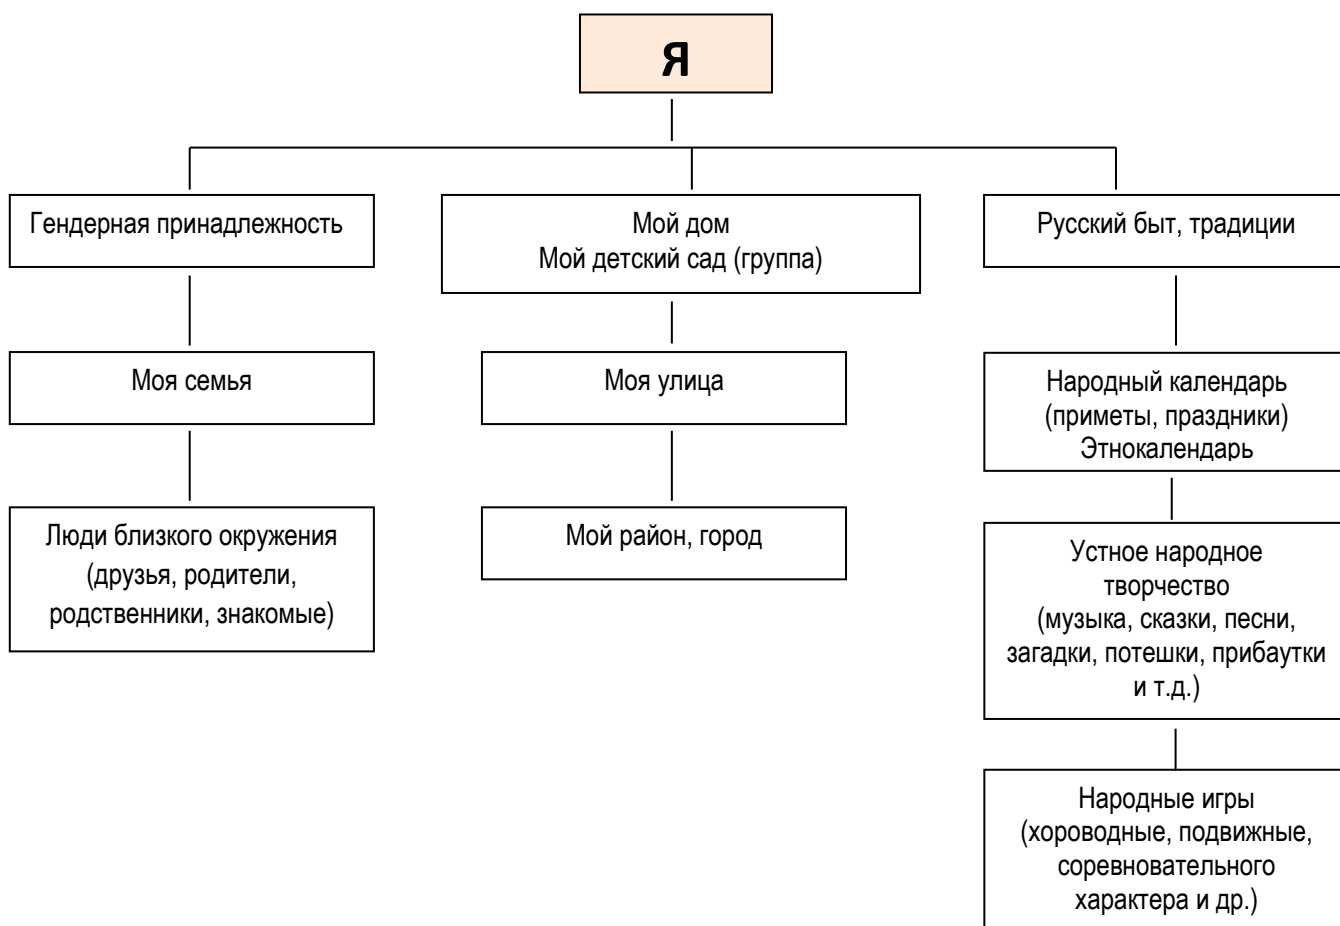 Я
Гендерная принадлежность
Мой дом
Мой детский сад (группа)
Русский быт, традиции
Моя семья
Моя улица
Народный календарь
(приметы, праздники)
Этнокалендарь
Люди близкого окружения
(друзья, родители,
родственники, знакомые)
Мой район, город
Устное народное
творчество
(музыка, сказки, песни,
загадки, потешки, прибаутки
и т.д.)
Народные игры
(хороводные, подвижные,
соревновательного
характера и др.)